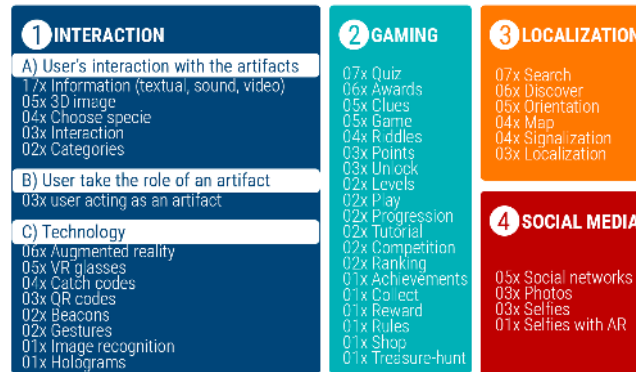 1 INTERACTION
A) User's interaction with the artifacts
17x Information (textual, sound, video)
05x 3D image
04x Choose specie
03x Interaction
02x Categories
B) User take the role of an artifact
03x user acting as an artifact
C) Technology
06x Augmented reality
05x VR glasses
04x Catch codes
03x QR codes
02x Beacons
02x Gestures
01x Image recognition
01x Holograms
2 GAMING
07x Quiz
06x Awards
05x Clues
05x Game
04x Riddles
03x Points
03x Unlock
02x Levels
02x Play
02x Progression
02x Tutorial
02x Competition
02x Ranking
01x Achievements
01x Collect
01x Reward
01x Rules
01x Shop
01x Treasure-hunt
3 LOCALIZATION
07x Search
06x Discover
05x Orientation
04x Map
04x Signalization
03x Localization
4 SOCIAL MEDIA
05x Social networks
03x Photos
03x Selfies
01x Selfies with AR